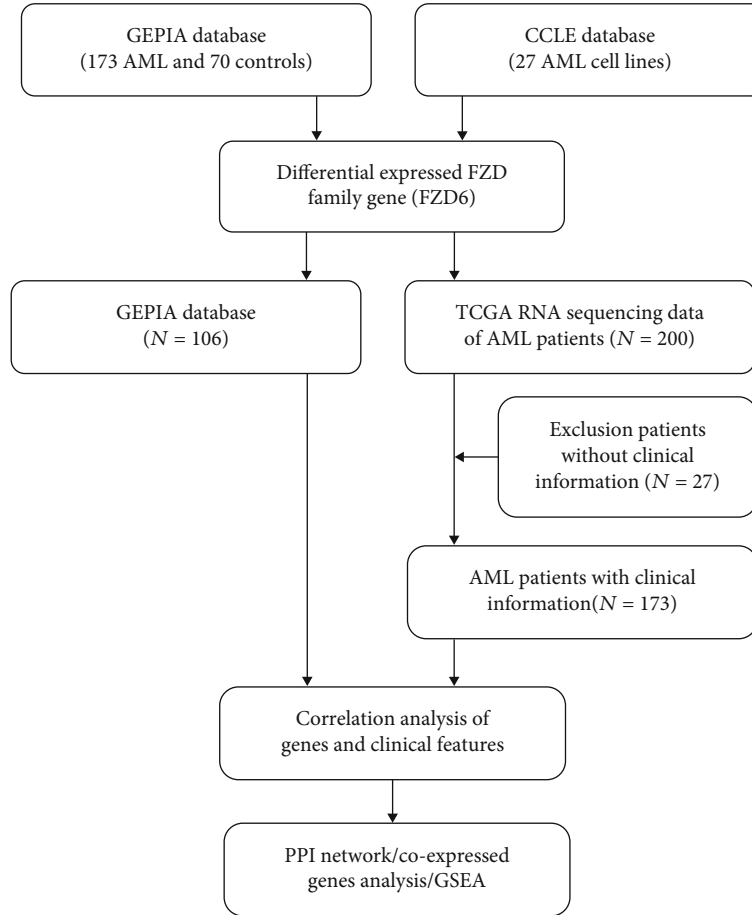 GEPIA database
(173 AML and 70 controls)
CCLE database
(27 AML cell lines)
Differential expressed FZD
family gene (FZD6)
GEPIA database
(N = 106)
TCGA RNA sequencing data
of AML patients (N = 200)
Exclusion patients
without clinical
information (N = 27)
AML patients with clinical
information(N = 173)
Correlation analysis of
genes and clinical features
PPI network/co-expressed
genes analysis/GSEA